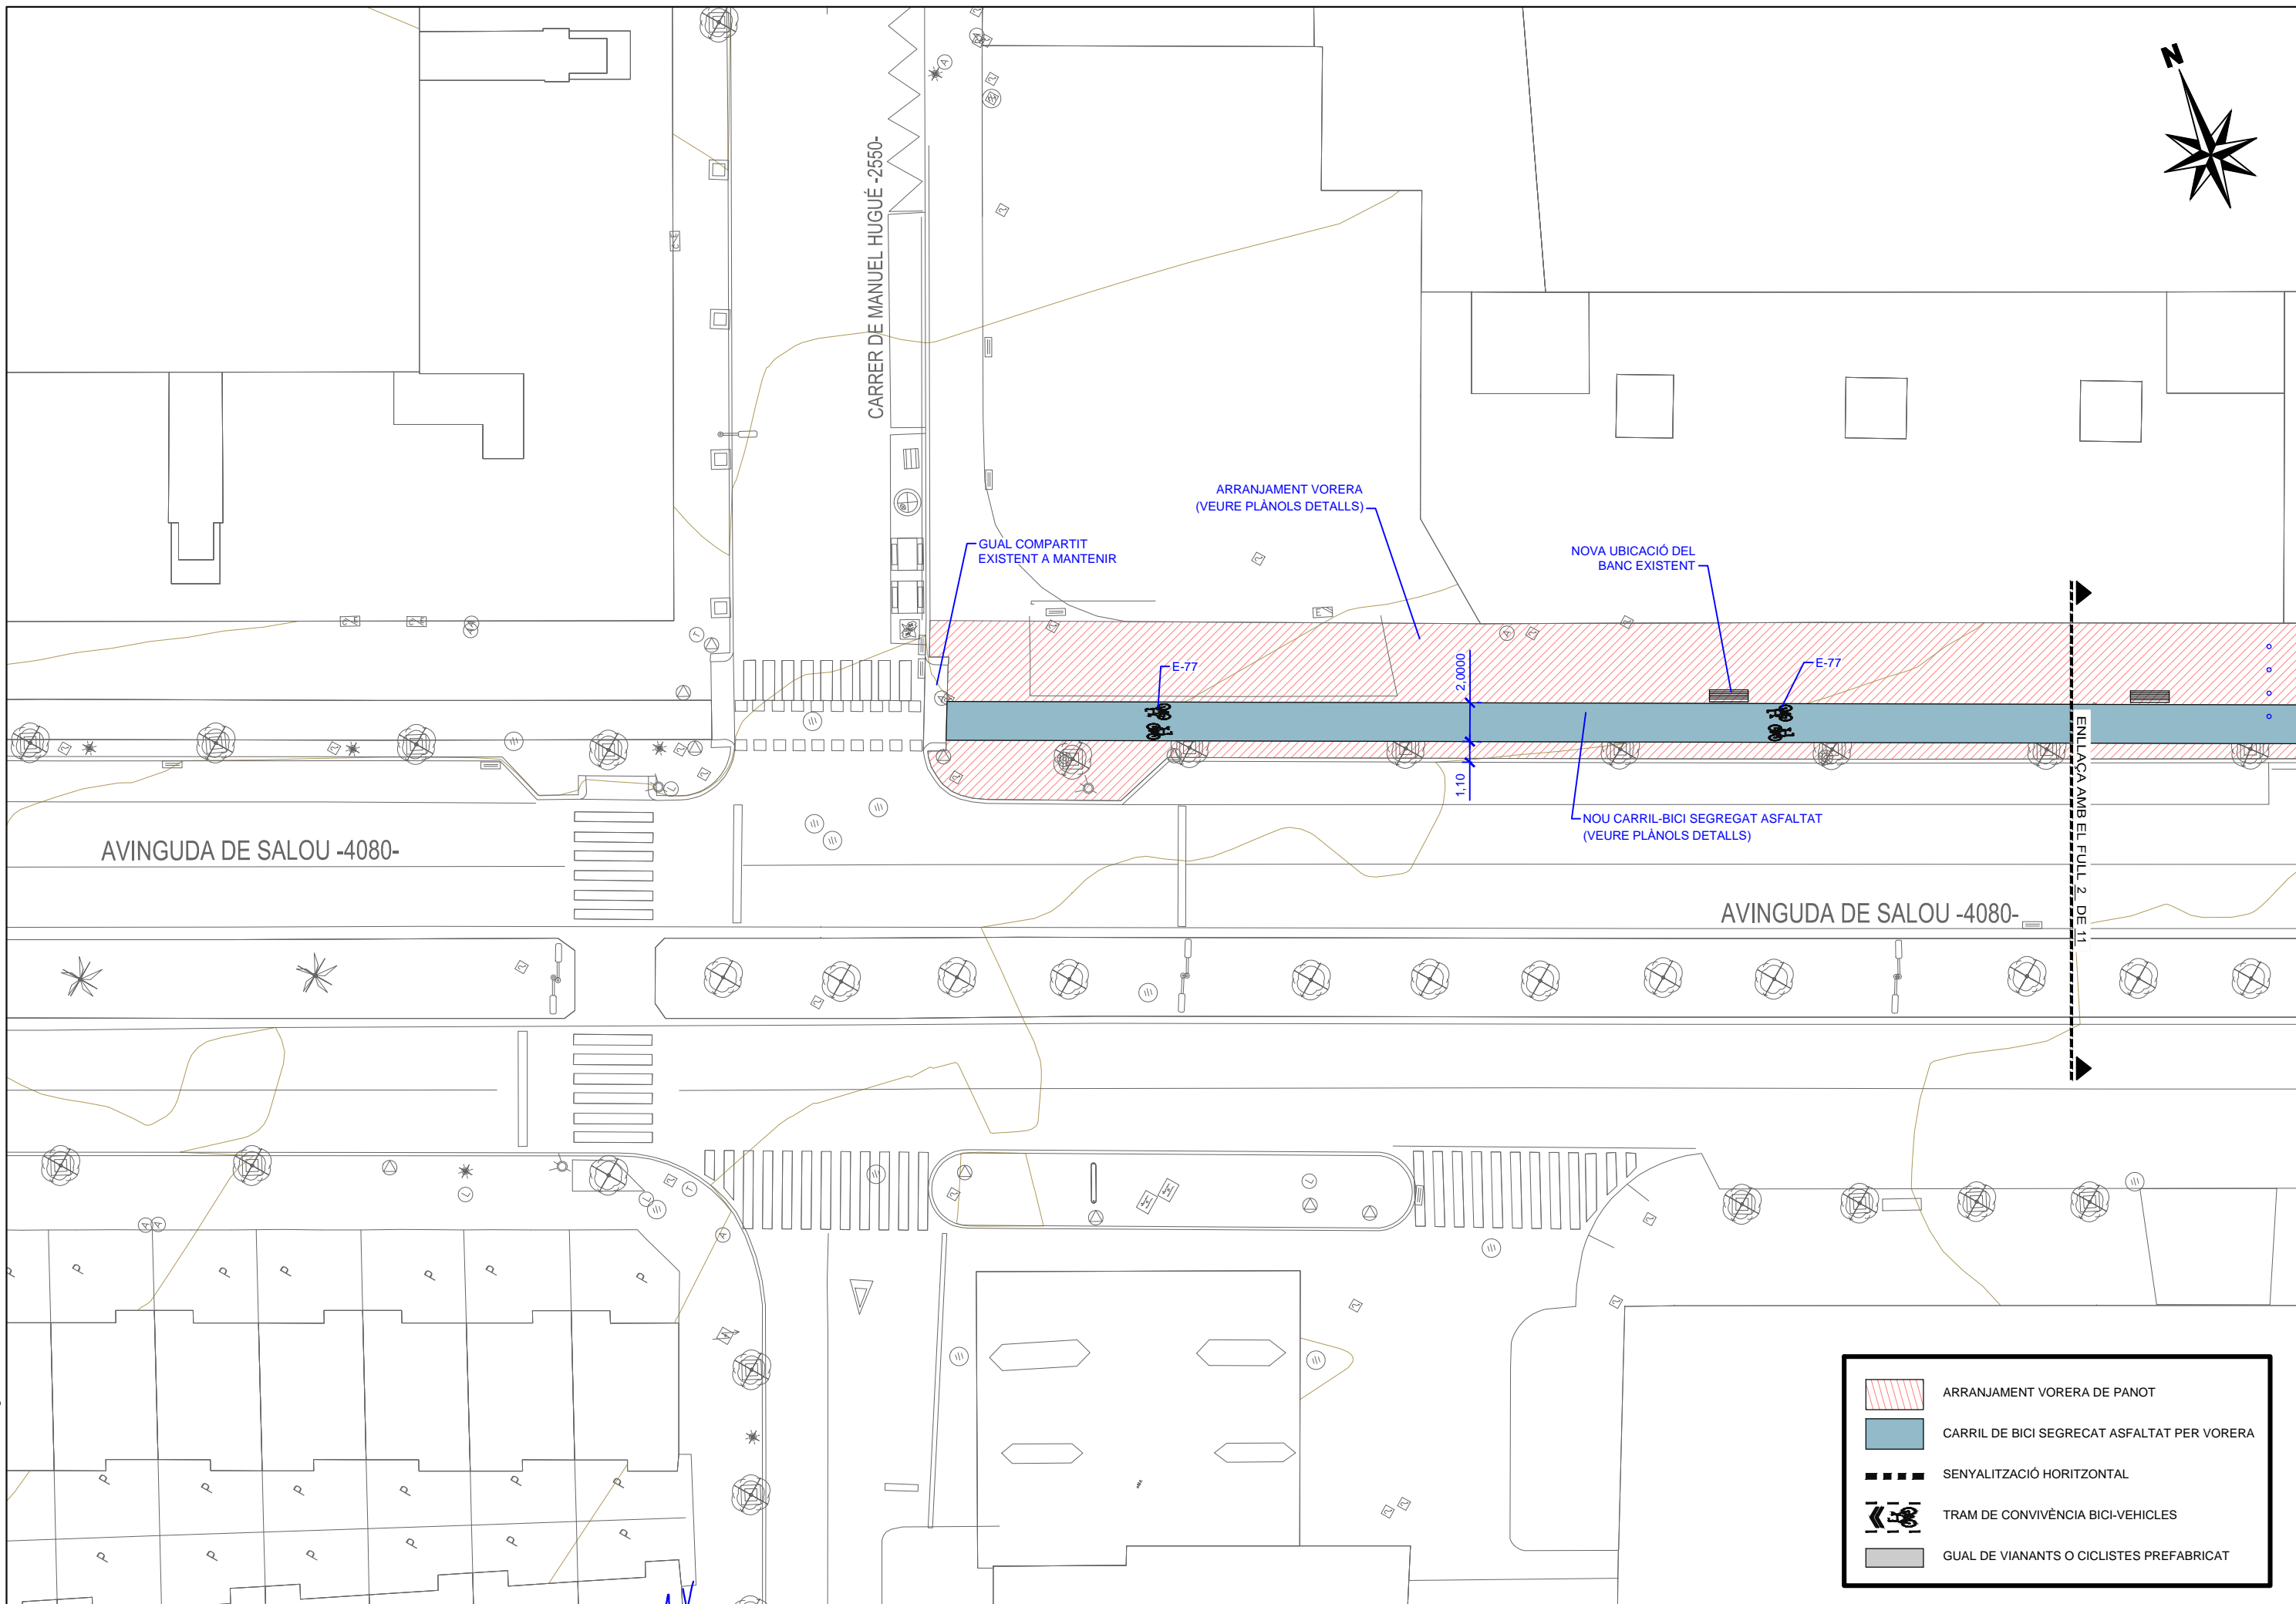 N
CARRER DE MANUEL HUGUÉ -2550-
ARRANJAMENT VORERA
(VEURE PLÀNOLS DETALLS)
GUAL COMPARTIT
EXISTENT A MANTENIR
NOVA UBICACIÓ DEL
BANC EXISTENT
E-77
E-77
2,0000
1,10
NOU CARRIL-BICI SEGREGAT ASFALTAT
(VEURE PLÀNOLS DETALLS)
ENLLAÇA AMB EL FULL 2 DE 11
AVINGUDA DE SALOU -4080-
AVINGUDA DE SALOU -4080-
ARRANJAMENT VORERA DE PANOT
CARRIL DE BICI SEGRECAT ASFALTAT PER VORERA
SENYALITZACIÓ HORITZONTAL
TRAM DE CONVIVÈNCIA BICI-VEHICLES
GUAL DE VIANANTS O CICLISTES PREFABRICAT